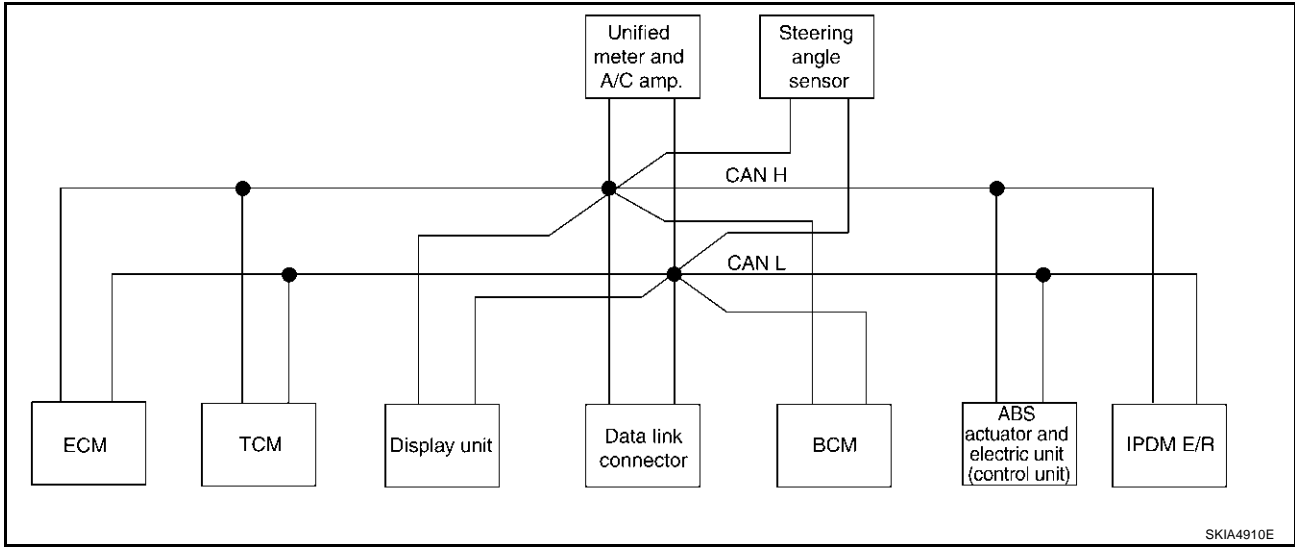 Unified
meter and
A/C amp.
Steering
angle
sensor
CAN H
CAN L
ECM
TCM
Display unit
Data link
connector
BCM
ABS
actuator and
electric unit
(control unit)
IPDM E/R
SKIA4910E